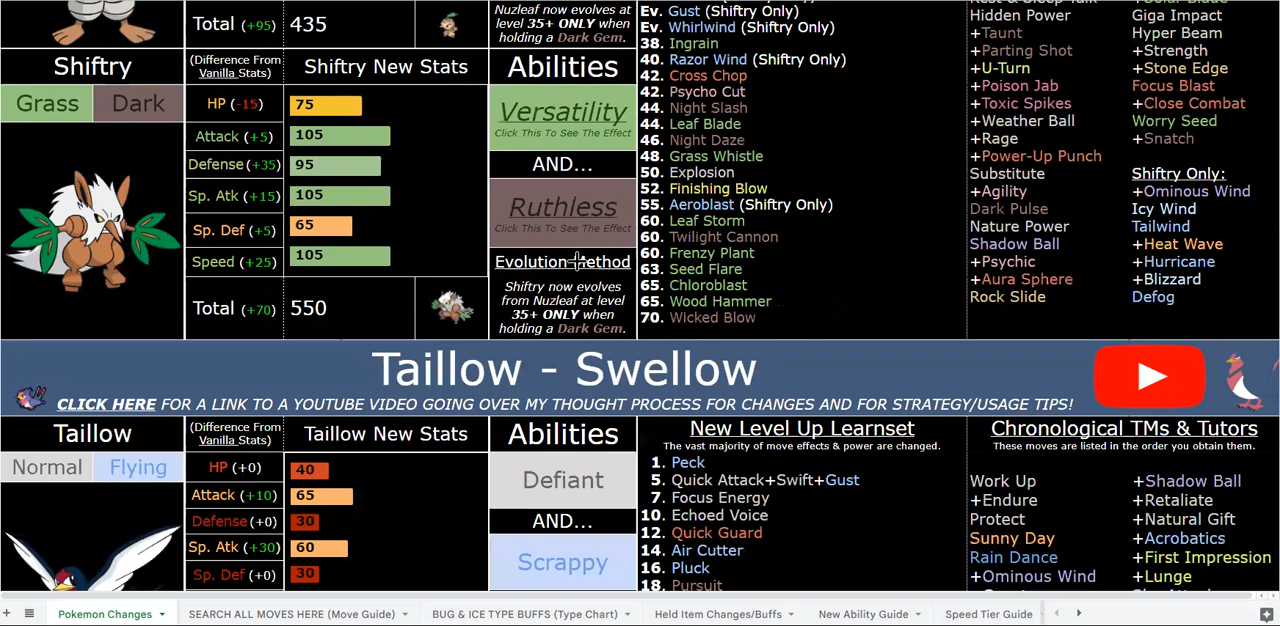 Total (+95) 435
Nuzleaf now evolves at
level 35+ ONLY when
holding a Dark Gem.
Shiftry
(Difference From
Vanilla Stats)
Shiftry New Stats
Abilities
Grass Dark
HP (-15) 75
Attack (+5) 105
Defense (+35) 95
Sp. Atk (+15) 105
Sp. Def (+5) 65
Speed (+25) 105
Total (+70) 550
Versatility
Click This To See The Effect
AND...
Ruthless
Click This To See The Effect
Evolution Method
Shiftry now evolves
from Nuzleaf at level
35+ ONLY when
holding a Dark Gem.
Ev. Gust (Shiftry Only)
Ev. Whirlwind (Shiftry Only)
38. Ingrain
40. Razor Wind (Shiftry Only)
42. Cross Chop
42. Psycho Cut
44. Night Slash
44. Leaf Blade
46. Night Daze
48. Grass Whistle
50. Explosion
52. Finishing Blow
55. Aeroblast (Shiftry Only)
60. Leaf Storm
60. Twilight Cannon
60. Frenzy Plant
63. Seed Flare
65. Chloroblast
65. Wood Hammer
70. Wicked Blow
Hidden Power
+Taunt
+Parting Shot
+U-Turn
+Poison Jab
+Toxic Spikes
+Weather Ball
+Rage
+Power-Up Punch
Substitute
+Agility
Dark Pulse
Nature Power
Shadow Ball
+Psychic
+Aura Sphere
Rock Slide
Giga Impact
Hyper Beam
+Strength
+Stone Edge
Focus Blast
+Close Combat
Worry Seed
+Snatch
Shiftry Only:
+Ominous Wind
Icy Wind
Tailwind
+Heat Wave
+Hurricane
+Blizzard
Defog
Taillow - Swellow
CLICK HERE FOR A LINK TO A YOUTUBE VIDEO GOING OVER MY THOUGHT PROCESS FOR CHANGES AND FOR STRATEGY/USAGE TIPS!
Taillow
(Difference From
Vanilla Stats)
Taillow New Stats
Abilities
Normal Flying
HP (+0) 40
Attack (+10) 65
Defense (+0) 30
Sp. Atk (+30) 60
Sp. Def (+0) 30
Defiant
AND...
Scrappy
New Level Up Learnset
The vast majority of move effects & power are changed.
1. Peck
5. Quick Attack+Swift+Gust
7. Focus Energy
10. Echoed Voice
12. Quick Guard
14. Air Cutter
16. Pluck
18. Pursuit
Chronological TMs & Tutors
These moves are listed in the order you obtain them.
Work Up
+Endure
Protect
Sunny Day
Rain Dance
+Ominous Wind
+Shadow Ball
+Retaliate
+Natural Gift
+Acrobatics
+First Impression
+Lunge
Pokemon Changes
SEARCH ALL MOVES HERE (Move Guide)
BUG & ICE TYPE BUFFS (Type Chart)
Held Item Changes/Buffs
New Ability Guide
Speed Tier Guide